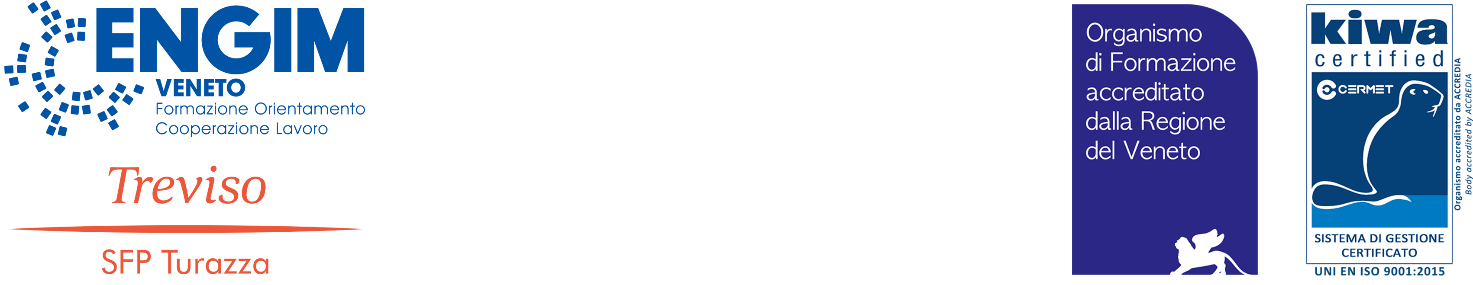 ENGIM
VENETO
Formazione Orientamento
Cooperazione Lavoro
Treviso
SFP Turazza
Organismo
di Formazione
accreditato
dalla Regione
del Veneto
kiwa
certified
CERMET
Organismo accreditato da ACCREDIA
Body accredited by ACCREDIA
SISTEMA DI GESTIONE
CERTIFICATO
UNI EN ISO 9001:2015